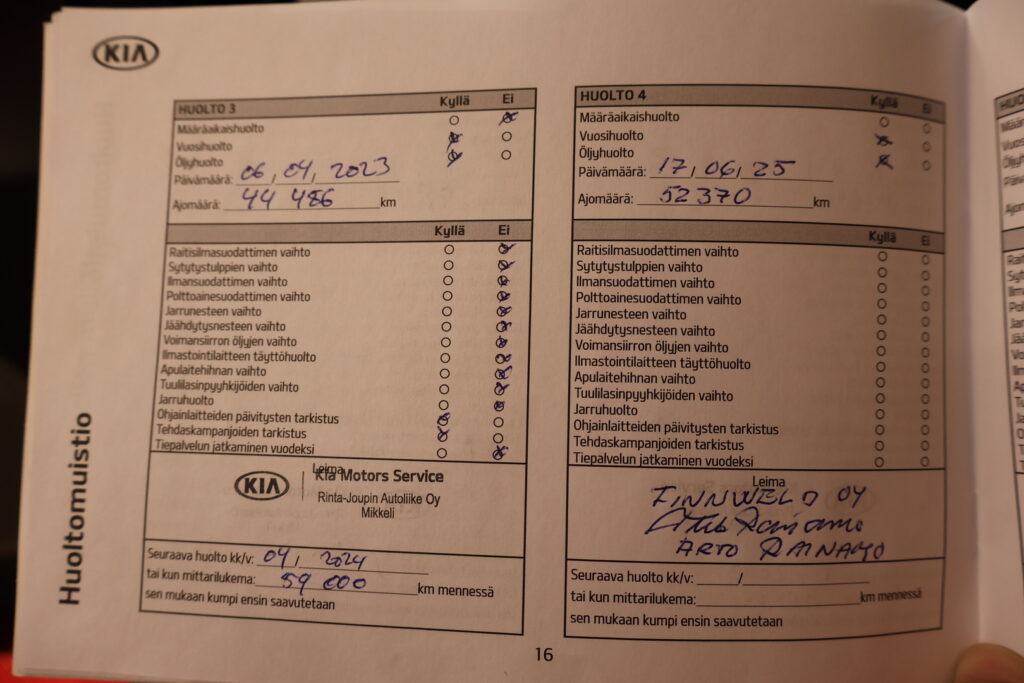 KIA
HUOLTO 3 Kyllä Ei
Määräaikaishuolto
Vuosihuolto
Öljyhuolto
Päivämäärä: 06, 04, 2023
Ajomäärä: 44 486 km
Kyllä Ei
Raitisilmasuodattimen vaihto
Sytytystulppien vaihto
Ilmansuodattimen vaihto
Polttoainesuodattimen vaihto
Jarrunesteen vaihto
Jäähdytysnesteen vaihto
Voimansiirron öljyjen vaihto
Ilmastointilaitteen täyttöhuolto
Apulaitehihnan vaihto
Tuulilasinpyyhkijöiden vaihto
Jarruhuolto
Ohjainlaitteiden päivitysten tarkistus
Tehdaskampanjoiden tarkistus
Tiepalvelun jatkaminen vuodeksi
Leima
KIA Kia Motors Service
Rinta-Joupin Autoliike Oy
Mikkeli
Seuraava huolto kk/v: 04, 2024
tai kun mittarilukema: 59 000 km mennessä
sen mukaan kumpi ensin saavutetaan
HUOLTO 4 Kyllä Ei
Määräaikaishuolto
Vuosihuolto
Öljyhuolto
Päivämäärä: 17, 06, 25
Ajomäärä: 52 370 km
Kyllä Ei
Raitisilmasuodattimen vaihto
Sytytystulppien vaihto
Ilmansuodattimen vaihto
Polttoainesuodattimen vaihto
Jarrunesteen vaihto
Jäähdytysnesteen vaihto
Voimansiirron öljyjen vaihto
Ilmastointilaitteen täyttöhuolto
Apulaitehihnan vaihto
Tuulilasinpyyhkijöiden vaihto
Jarruhuolto
Ohjainlaitteiden päivitysten tarkistus
Tehdaskampanjoiden tarkistus
Tiepalvelun jatkaminen vuodeksi
Leima
FINNWELD OY
ARTO RAINAMO
Seuraava huolto kk/v: /
tai kun mittarilukema: km mennessä
sen mukaan kumpi ensin saavutetaan
Huoltomuistio
16